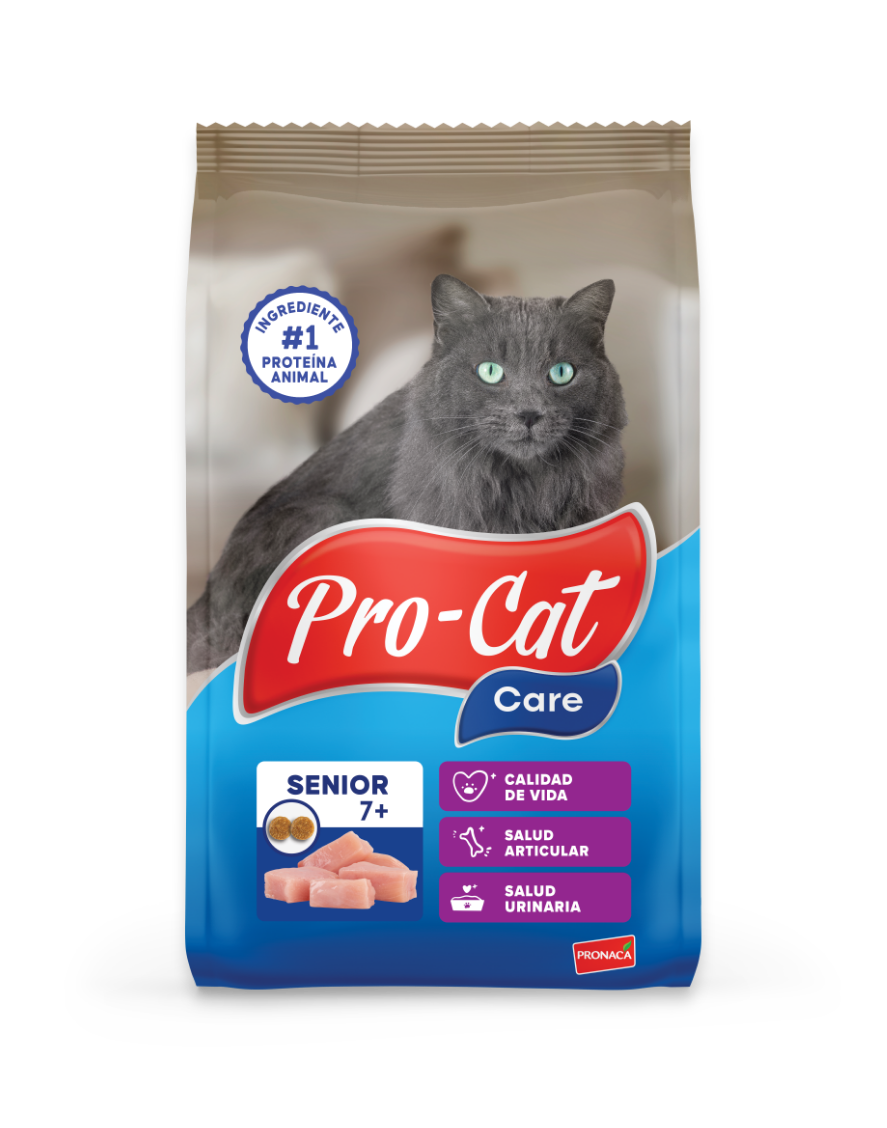 INGREDIENTE
#1
PROTEÍNA
ANIMAL
Pro-Cat
Care
SENIOR
7+
CALIDAD
DE VIDA
SALUD
ARTICULAR
SALUD
URINARIA
PRONACA